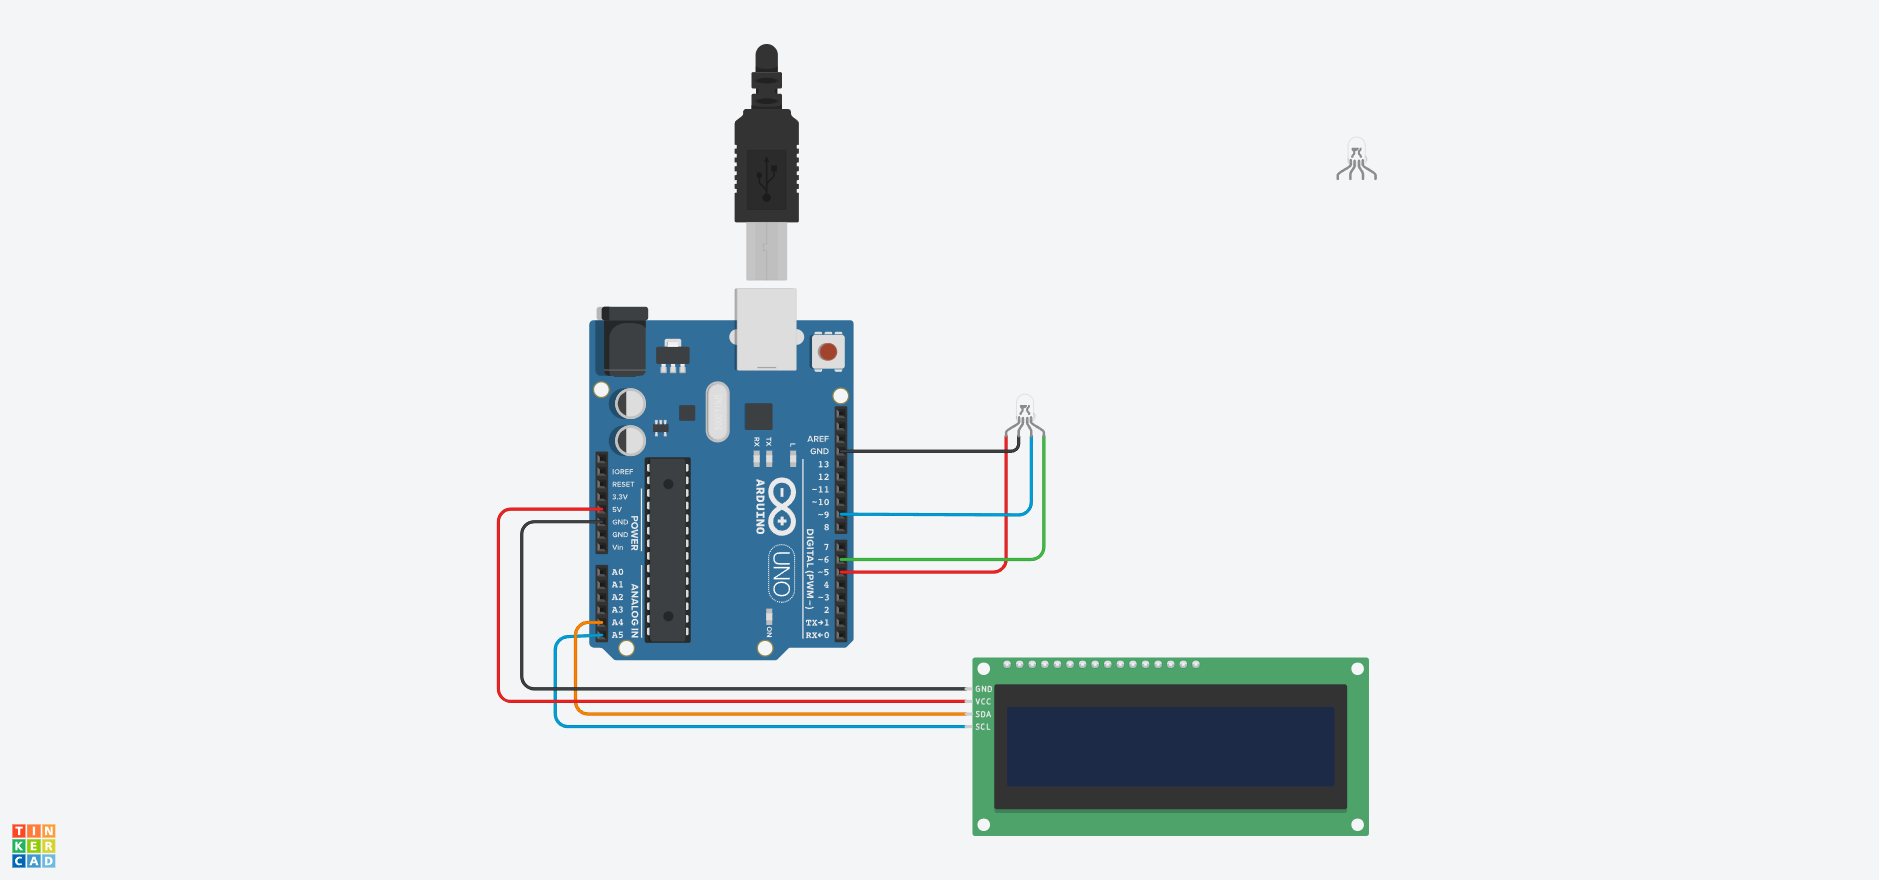 AREF
GND
13
12
~11
~10
~9
8
7
~6
~5
4
~3
2
TX→1
RX←0
DIGITAL (PWM~)
RX
TX
L
ARDUINO
UNO
ON
IOREF
RESET
3.3V
5V
GND
GND
Vin
POWER
A0
A1
A2
A3
A4
A5
ANALOG IN
GND
VCC
SDA
SCL
TIN
KER
CAD